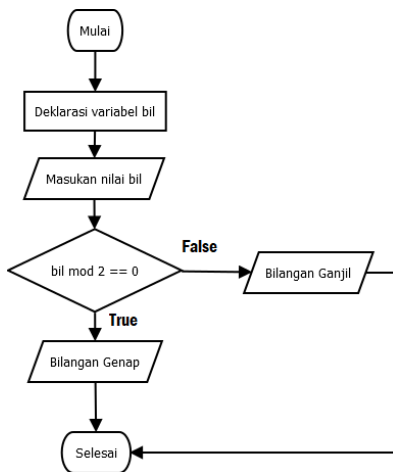 Mulai
Deklarasi variabel bil
Masukan nilai bil
bil mod 2 == 0
False
Bilangan Ganjil
True
Bilangan Genap
Selesai